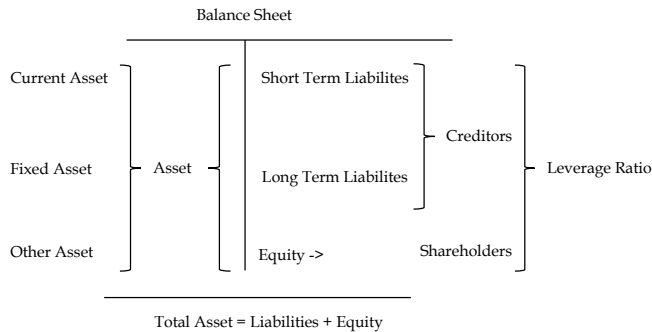 Balance Sheet
Current Asset
Short Term Liabilites
Creditors
Fixed Asset
Asset
Long Term Liabilites
Leverage Ratio
Other Asset
Equity ->
Shareholders
Total Asset = Liabilities + Equity